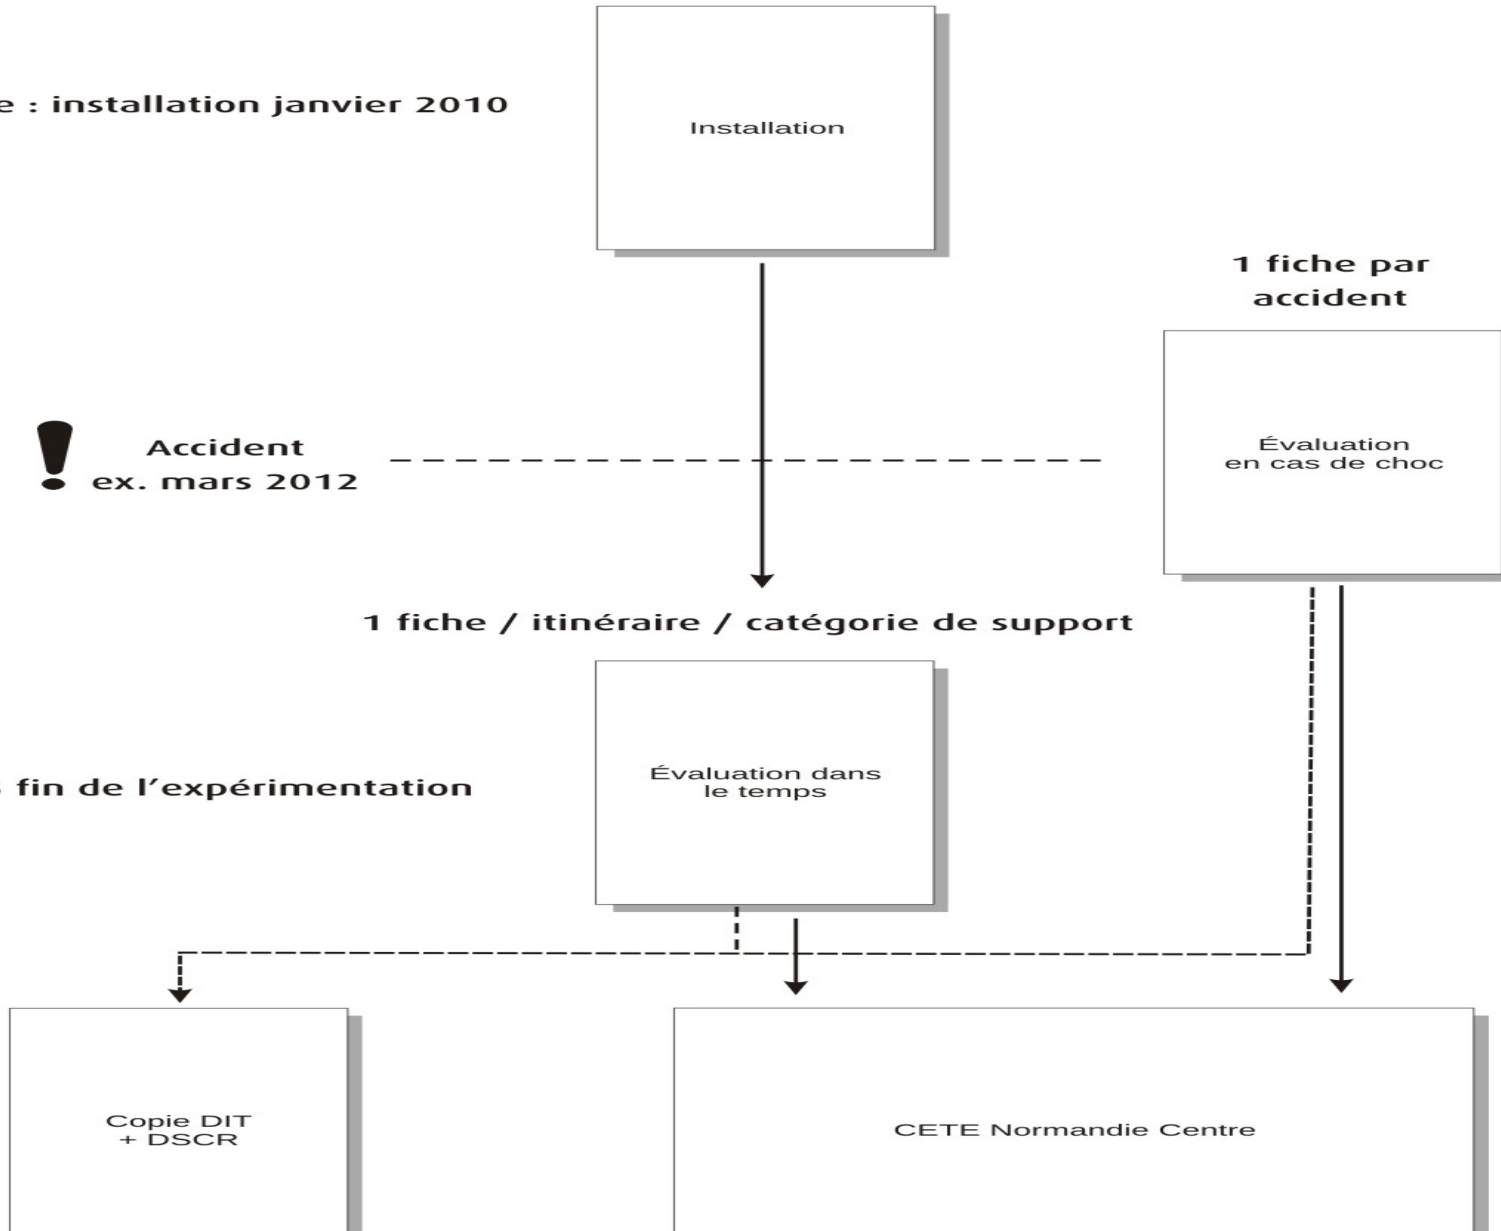 e : installation janvier 2010
Installation
1 fiche par
accident
Accident
ex. mars 2012
Évaluation
en cas de choc
1 fiche / itinéraire / catégorie de support
Évaluation dans
le temps
fin de l’expérimentation
Copie DIT
+ DSCR
CETE Normandie Centre